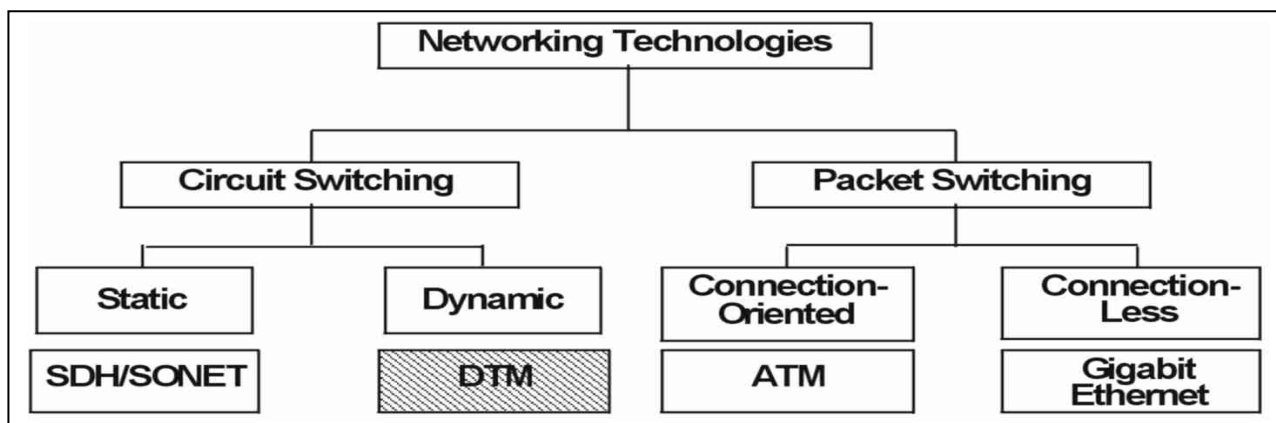 Networking Technologies
Circuit Switching
Packet Switching
Static
Dynamic
Connection-
Oriented
Connection-
Less
SDH/SONET
DTM
ATM
Gigabit
Ethernet